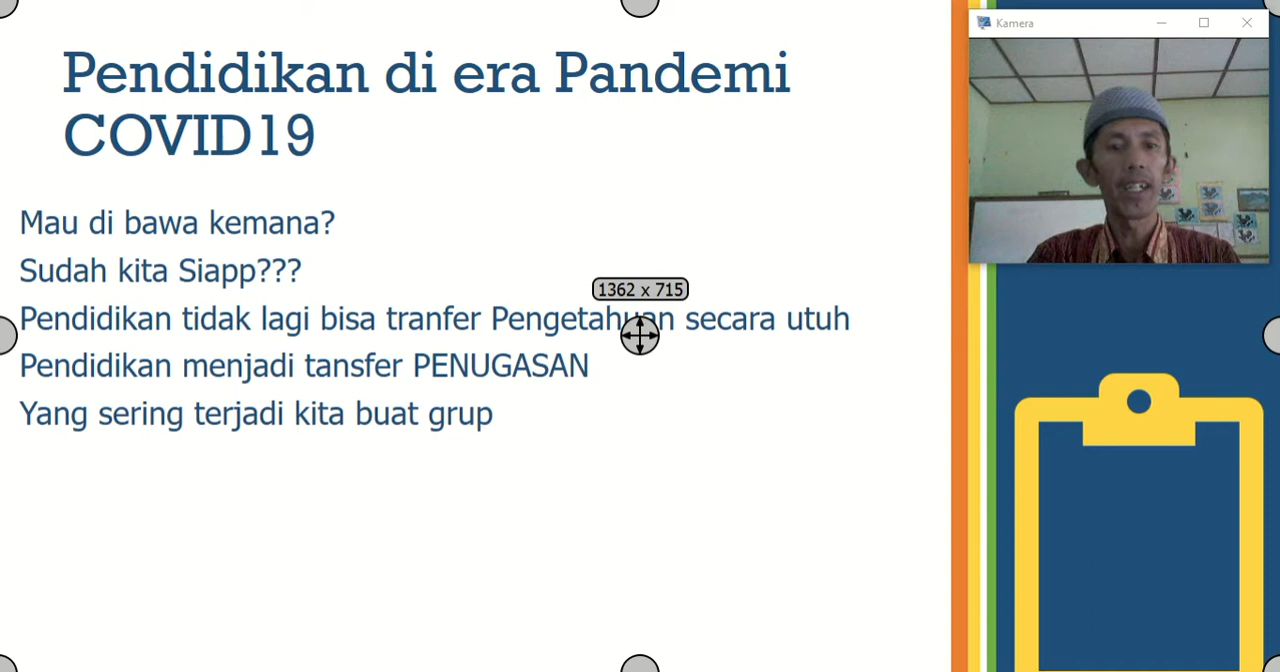 Pendidikan di era Pandemi
COVID19
Mau di bawa kemana?
Sudah kita Siapp???
Pendidikan tidak lagi bisa tranfer Pengetahuan secara utuh
Pendidikan menjadi tansfer PENUGASAN
Yang sering terjadi kita buat grup
1362 x 715
Kamera